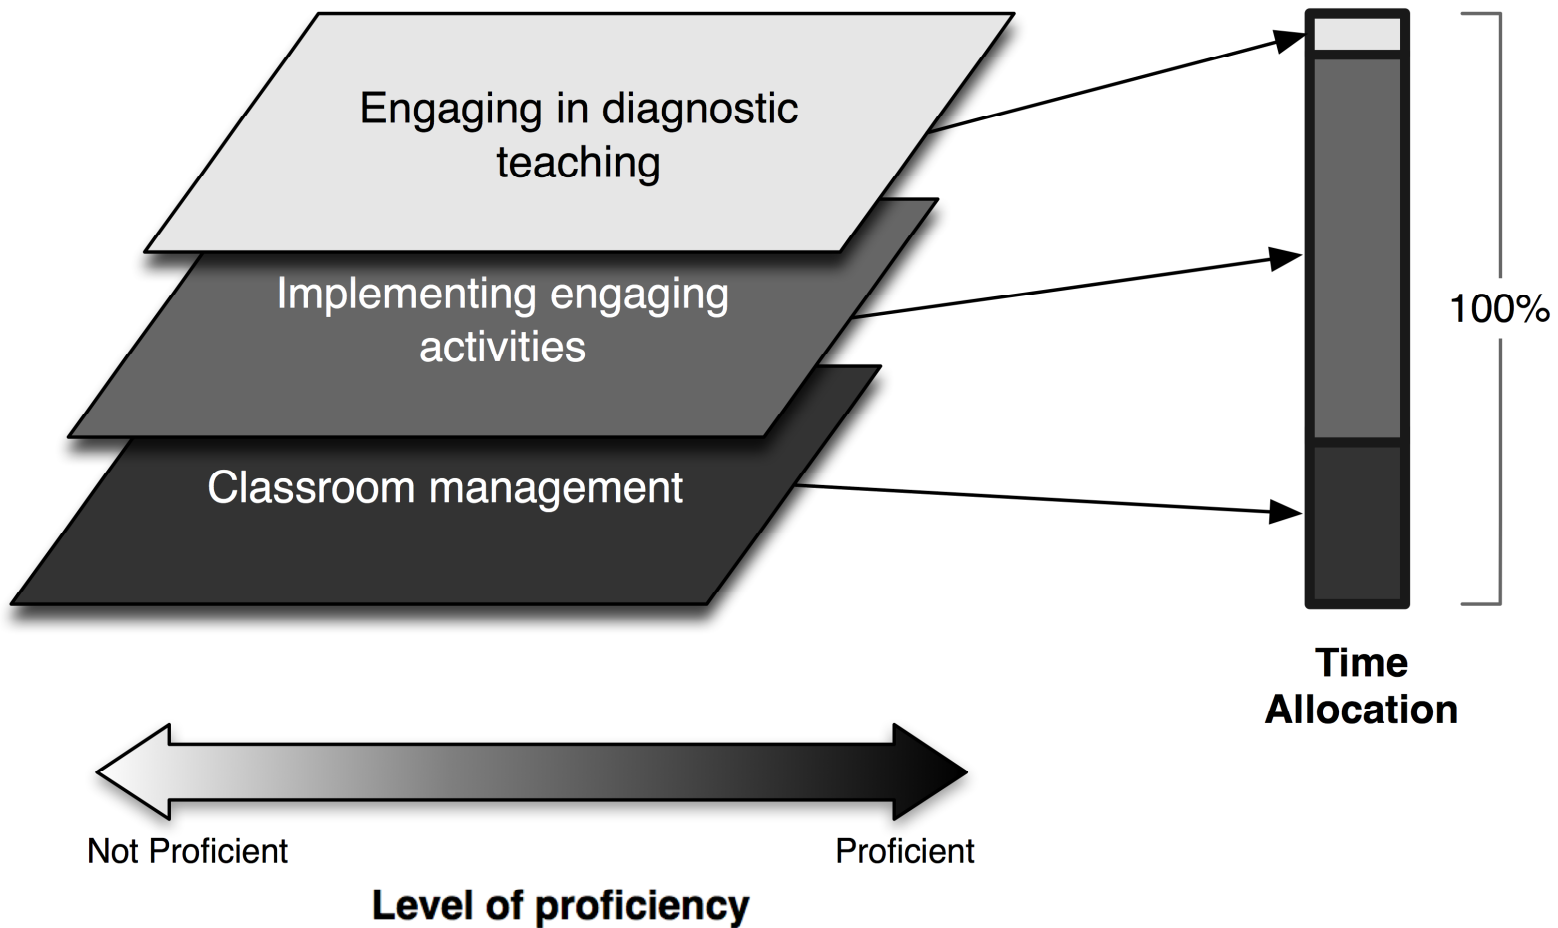 Engaging in diagnostic
teaching
Implementing engaging
activities
Classroom management
100%
Time
Allocation
Not Proficient
Proficient
Level of proficiency